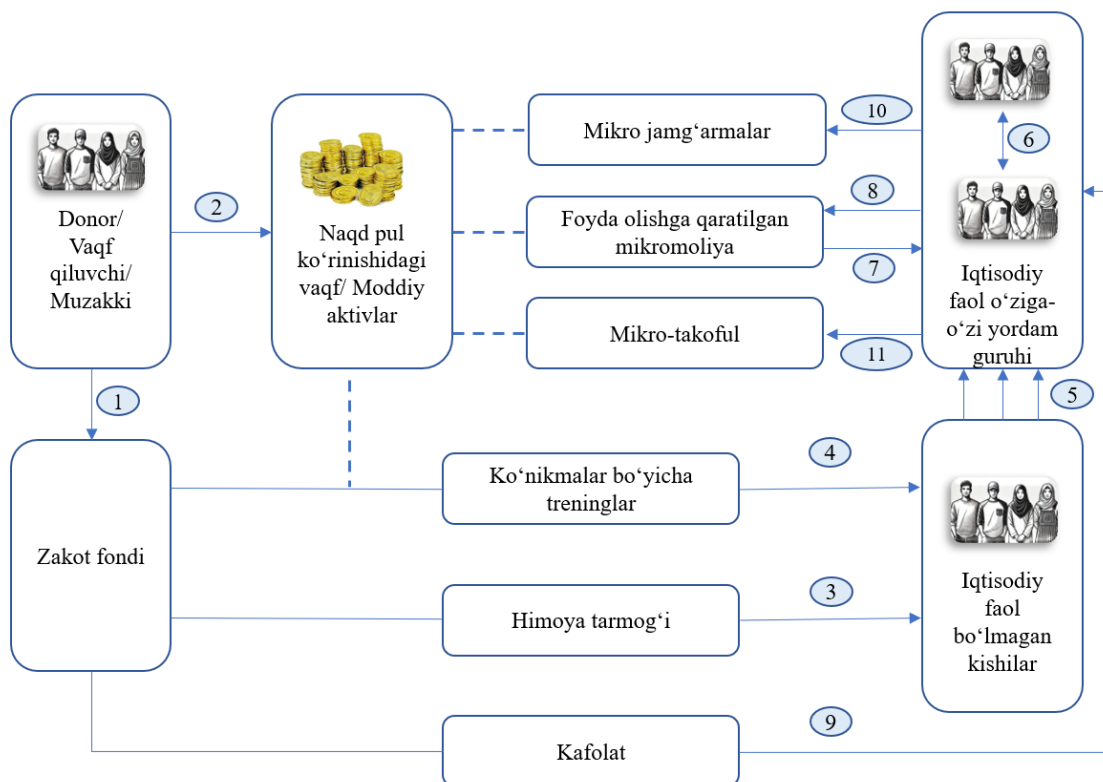 Donor/
Vaqf
qiluvchi/
Muzakki
2
Naqd pul
ko‘rinishidagi
vaqf/ Moddiy
aktivlar
Mikro jamg‘armalar
10
Foyda olishga qaratilgan
mikromoliya
8
7
Mikro-takoful
11
6
Iqtisodiy
faol o‘ziga-
o‘zi yordam
guruhi
1
5
Zakot fondi
Ko‘nikmalar bo‘yicha
treninglar
4
Himoya tarmog‘i
3
Iqtisodiy
faol
bo‘lmagan
kishilar
Kafolat
9